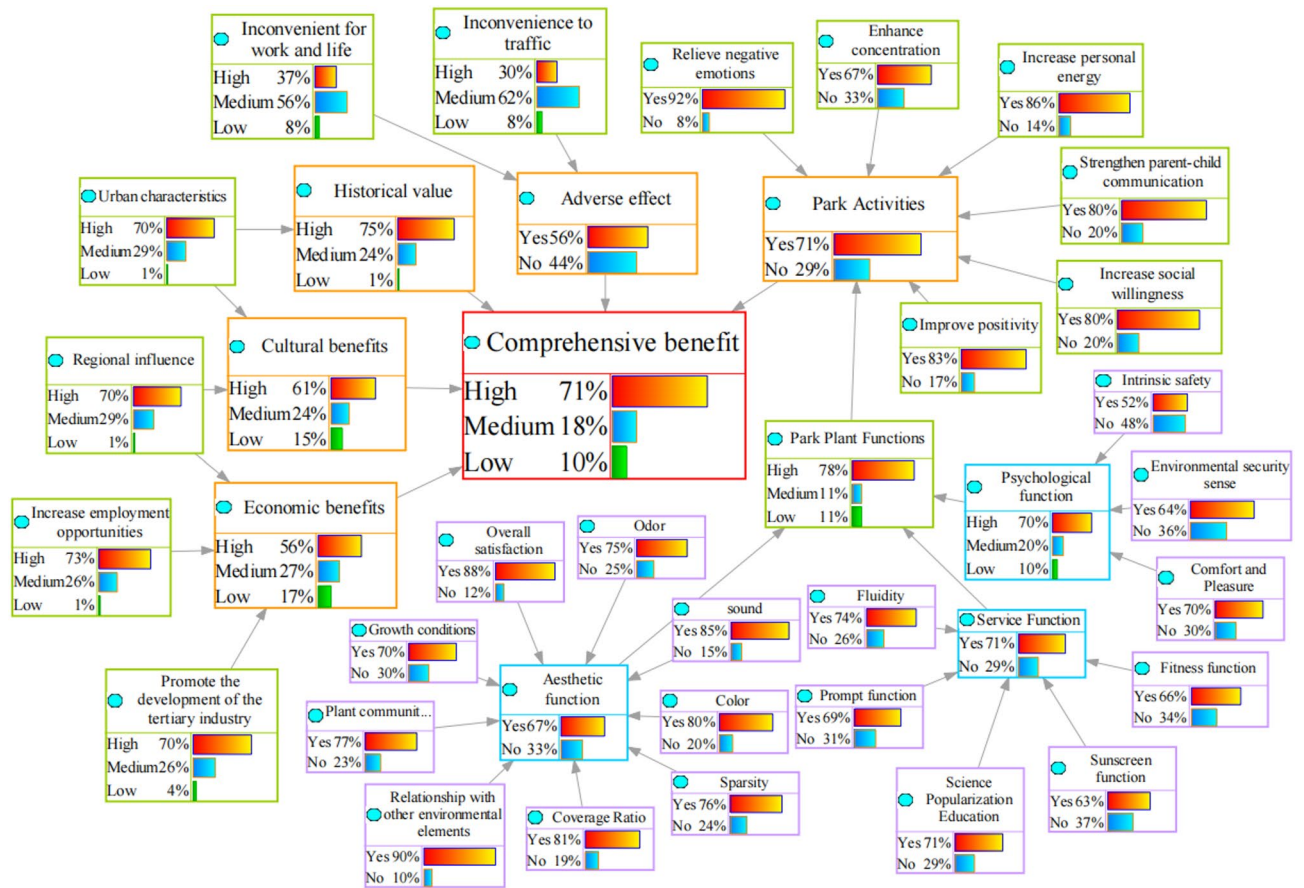 Inconvenient for
work and life
High 37%
Medium 56%
Low 8%
Inconvenience to
traffic
High 30%
Medium 62%
Low 8%
Relieve negative
emotions
Yes 92%
No 8%
Enhance
concentration
Yes 67%
No 33%
Increase personal
energy
Yes 86%
No 14%
Urban characteristics
High 70%
Medium 29%
Low 1%
Historical value
High 75%
Medium 24%
Low 1%
Adverse effect
Yes 56%
No 44%
Park Activities
Yes 71%
No 29%
Strengthen parent-child
communication
Yes 80%
No 20%
Increase social
willingness
Yes 80%
No 20%
Improve positivity
Yes 83%
No 17%
Regional influence
High 70%
Medium 29%
Low 1%
Cultural benefits
High 61%
Medium 24%
Low 15%
Comprehensive benefit
High 71%
Medium 18%
Low 10%
Intrinsic safety
Yes 52%
No 48%
Park Plant Functions
High 78%
Medium 11%
Low 11%
Psychological
function
High 70%
Medium 20%
Low 10%
Environmental security
sense
Yes 64%
No 36%
Increase employment
opportunities
High 73%
Medium 26%
Low 1%
Economic benefits
High 56%
Medium 27%
Low 17%
Overall
satisfaction
Yes 88%
No 12%
Odor
Yes 75%
No 25%
Comfort and
Pleasure
Yes 70%
No 30%
Growth conditions
Yes 70%
No 30%
sound
Yes 85%
No 15%
Fluidity
Yes 74%
No 26%
Service Function
Yes 71%
No 29%
Fitness function
Yes 66%
No 34%
Promote the
development of the
tertiary industry
High 70%
Medium 26%
Low 4%
Plant communit...
Yes 77%
No 23%
Aesthetic
function
Yes 67%
No 33%
Color
Yes 80%
No 20%
Prompt function
Yes 69%
No 31%
Relationship with
other environmental
elements
Yes 90%
No 10%
Coverage Ratio
Yes 81%
No 19%
Sparsity
Yes 76%
No 24%
Science
Popularization
Education
Yes 71%
No 29%
Sunscreen
function
Yes 63%
No 37%